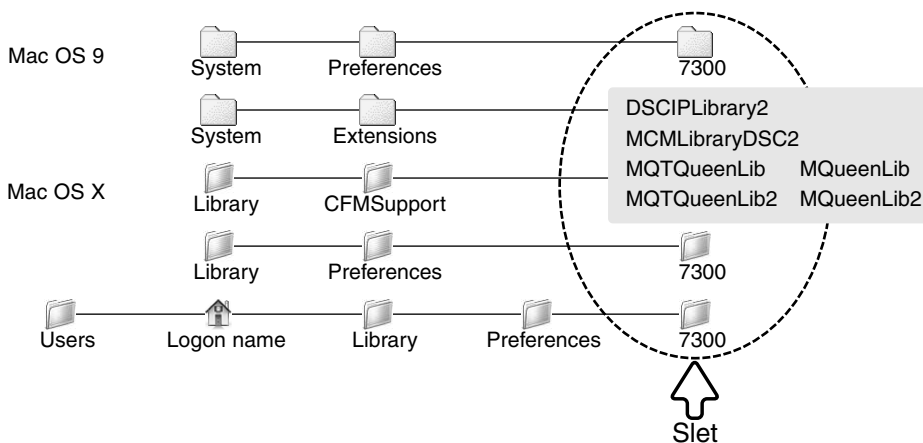 Mac OS 9
System Preferences 7300
System Extensions
DSCIPLibrary2
MCMLibraryDSC2
MQTQueenLib MQueenLib
MQTQueenLib2 MQueenLib2
Mac OS X
Library CFMSupport
Library Preferences 7300
Users Logon name Library Preferences 7300
Slet